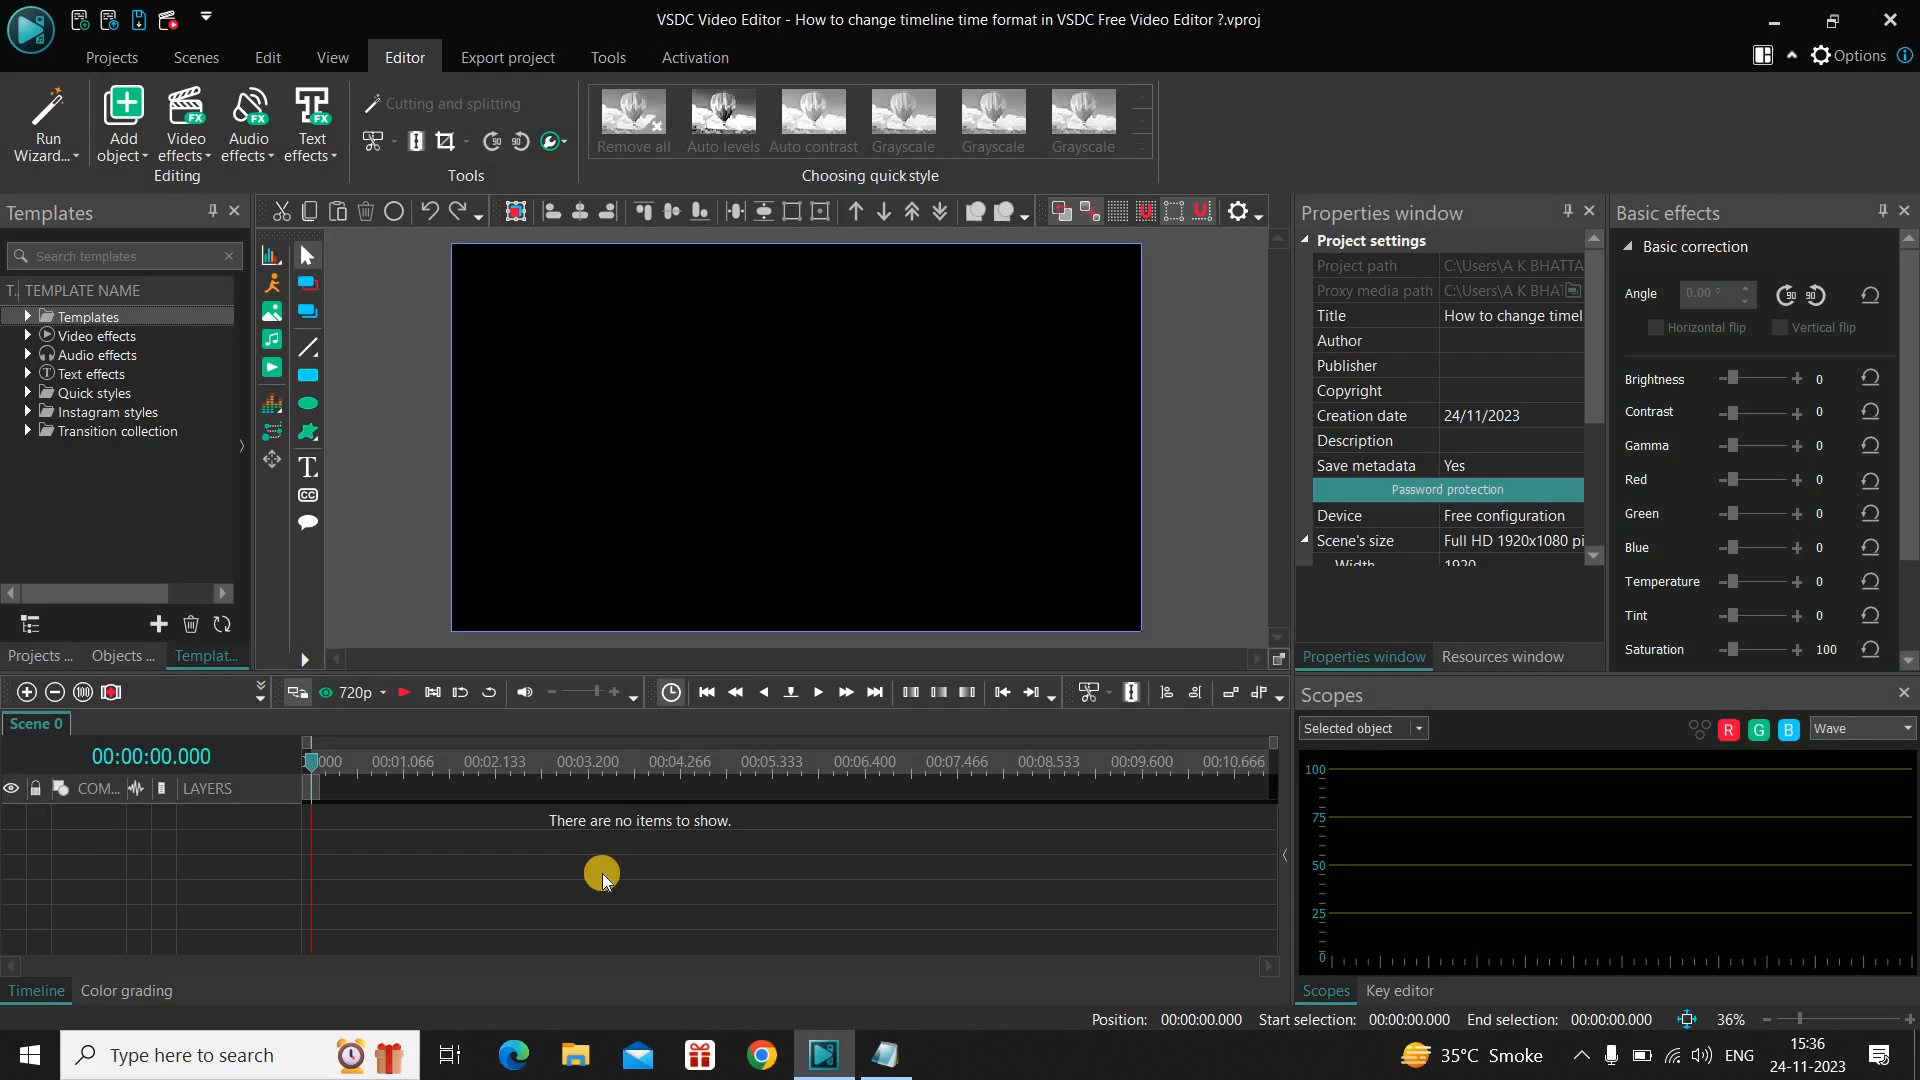 VSDC Video Editor - How to change timeline time format in VSDC Free Video Editor ?.vproj
Projects Scenes Edit View Editor Export project Tools Activation
Options
Run Wizard...
Add object
Video effects
Audio effects
Text effects
Editing
Cutting and splitting
Tools
Remove all Auto levels Auto contrast Grayscale Grayscale Grayscale
Choosing quick style
Templates
Search templates
T.. TEMPLATE NAME
Templates
Video effects
Audio effects
Text effects
Quick styles
Instagram styles
Transition collection
Projects ... Objects ... Templat...
Properties window
Project settings
Project path C:\Users\A K BHATTA
Proxy media path C:\Users\A K BHAT
Title How to change timel
Author
Publisher
Copyright
Creation date 24/11/2023
Description
Save metadata Yes
Password protection
Device Free configuration
Scene's size Full HD 1920x1080 pi
Width 1920
Properties window Resources window
Basic effects
Basic correction
Angle 0.00 °
90 90
Horizontal flip Vertical flip
Brightness 0
Contrast 0
Gamma 0
Red 0
Green 0
Blue 0
Temperature 0
Tint 0
Saturation 100
720p
Scene 0
00:00:00.000
:000 00:01.066 00:02.133 00:03.200 00:04.266 00:05.333 00:06.400 00:07.466 00:08.533 00:09.600 00:10.666
COM... LAYERS
There are no items to show.
Timeline Color grading
Scopes
Selected object
R G B Wave
100
75
50
25
0
Scopes Key editor
Position: 00:00:00.000 Start selection: 00:00:00.000 End selection: 00:00:00.000 36%
Type here to search
35°C Smoke
ENG
15:36
24-11-2023